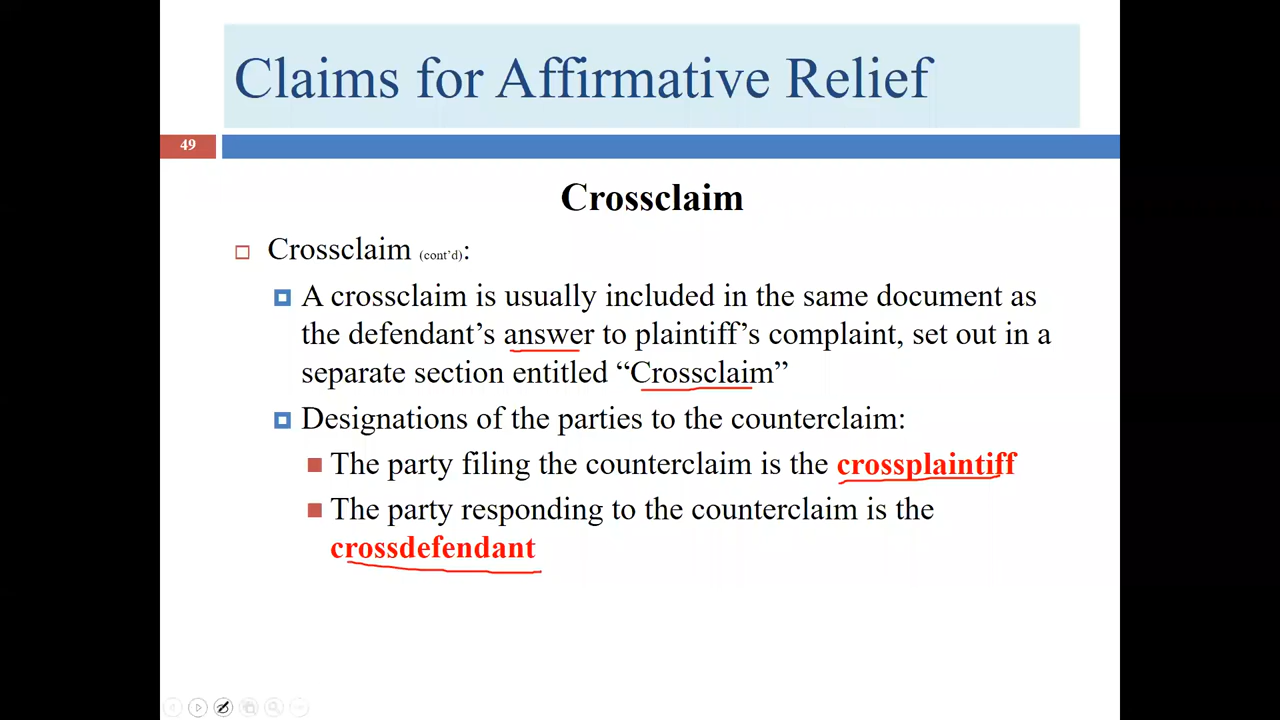 Claims for Affirmative Relief
49
Crossclaim
Crossclaim (cont’d):
A crossclaim is usually included in the same document as
the defendant’s answer to plaintiff’s complaint, set out in a
separate section entitled “Crossclaim”
Designations of the parties to the counterclaim:
The party filing the counterclaim is the crossplaintiff
The party responding to the counterclaim is the
crossdefendant